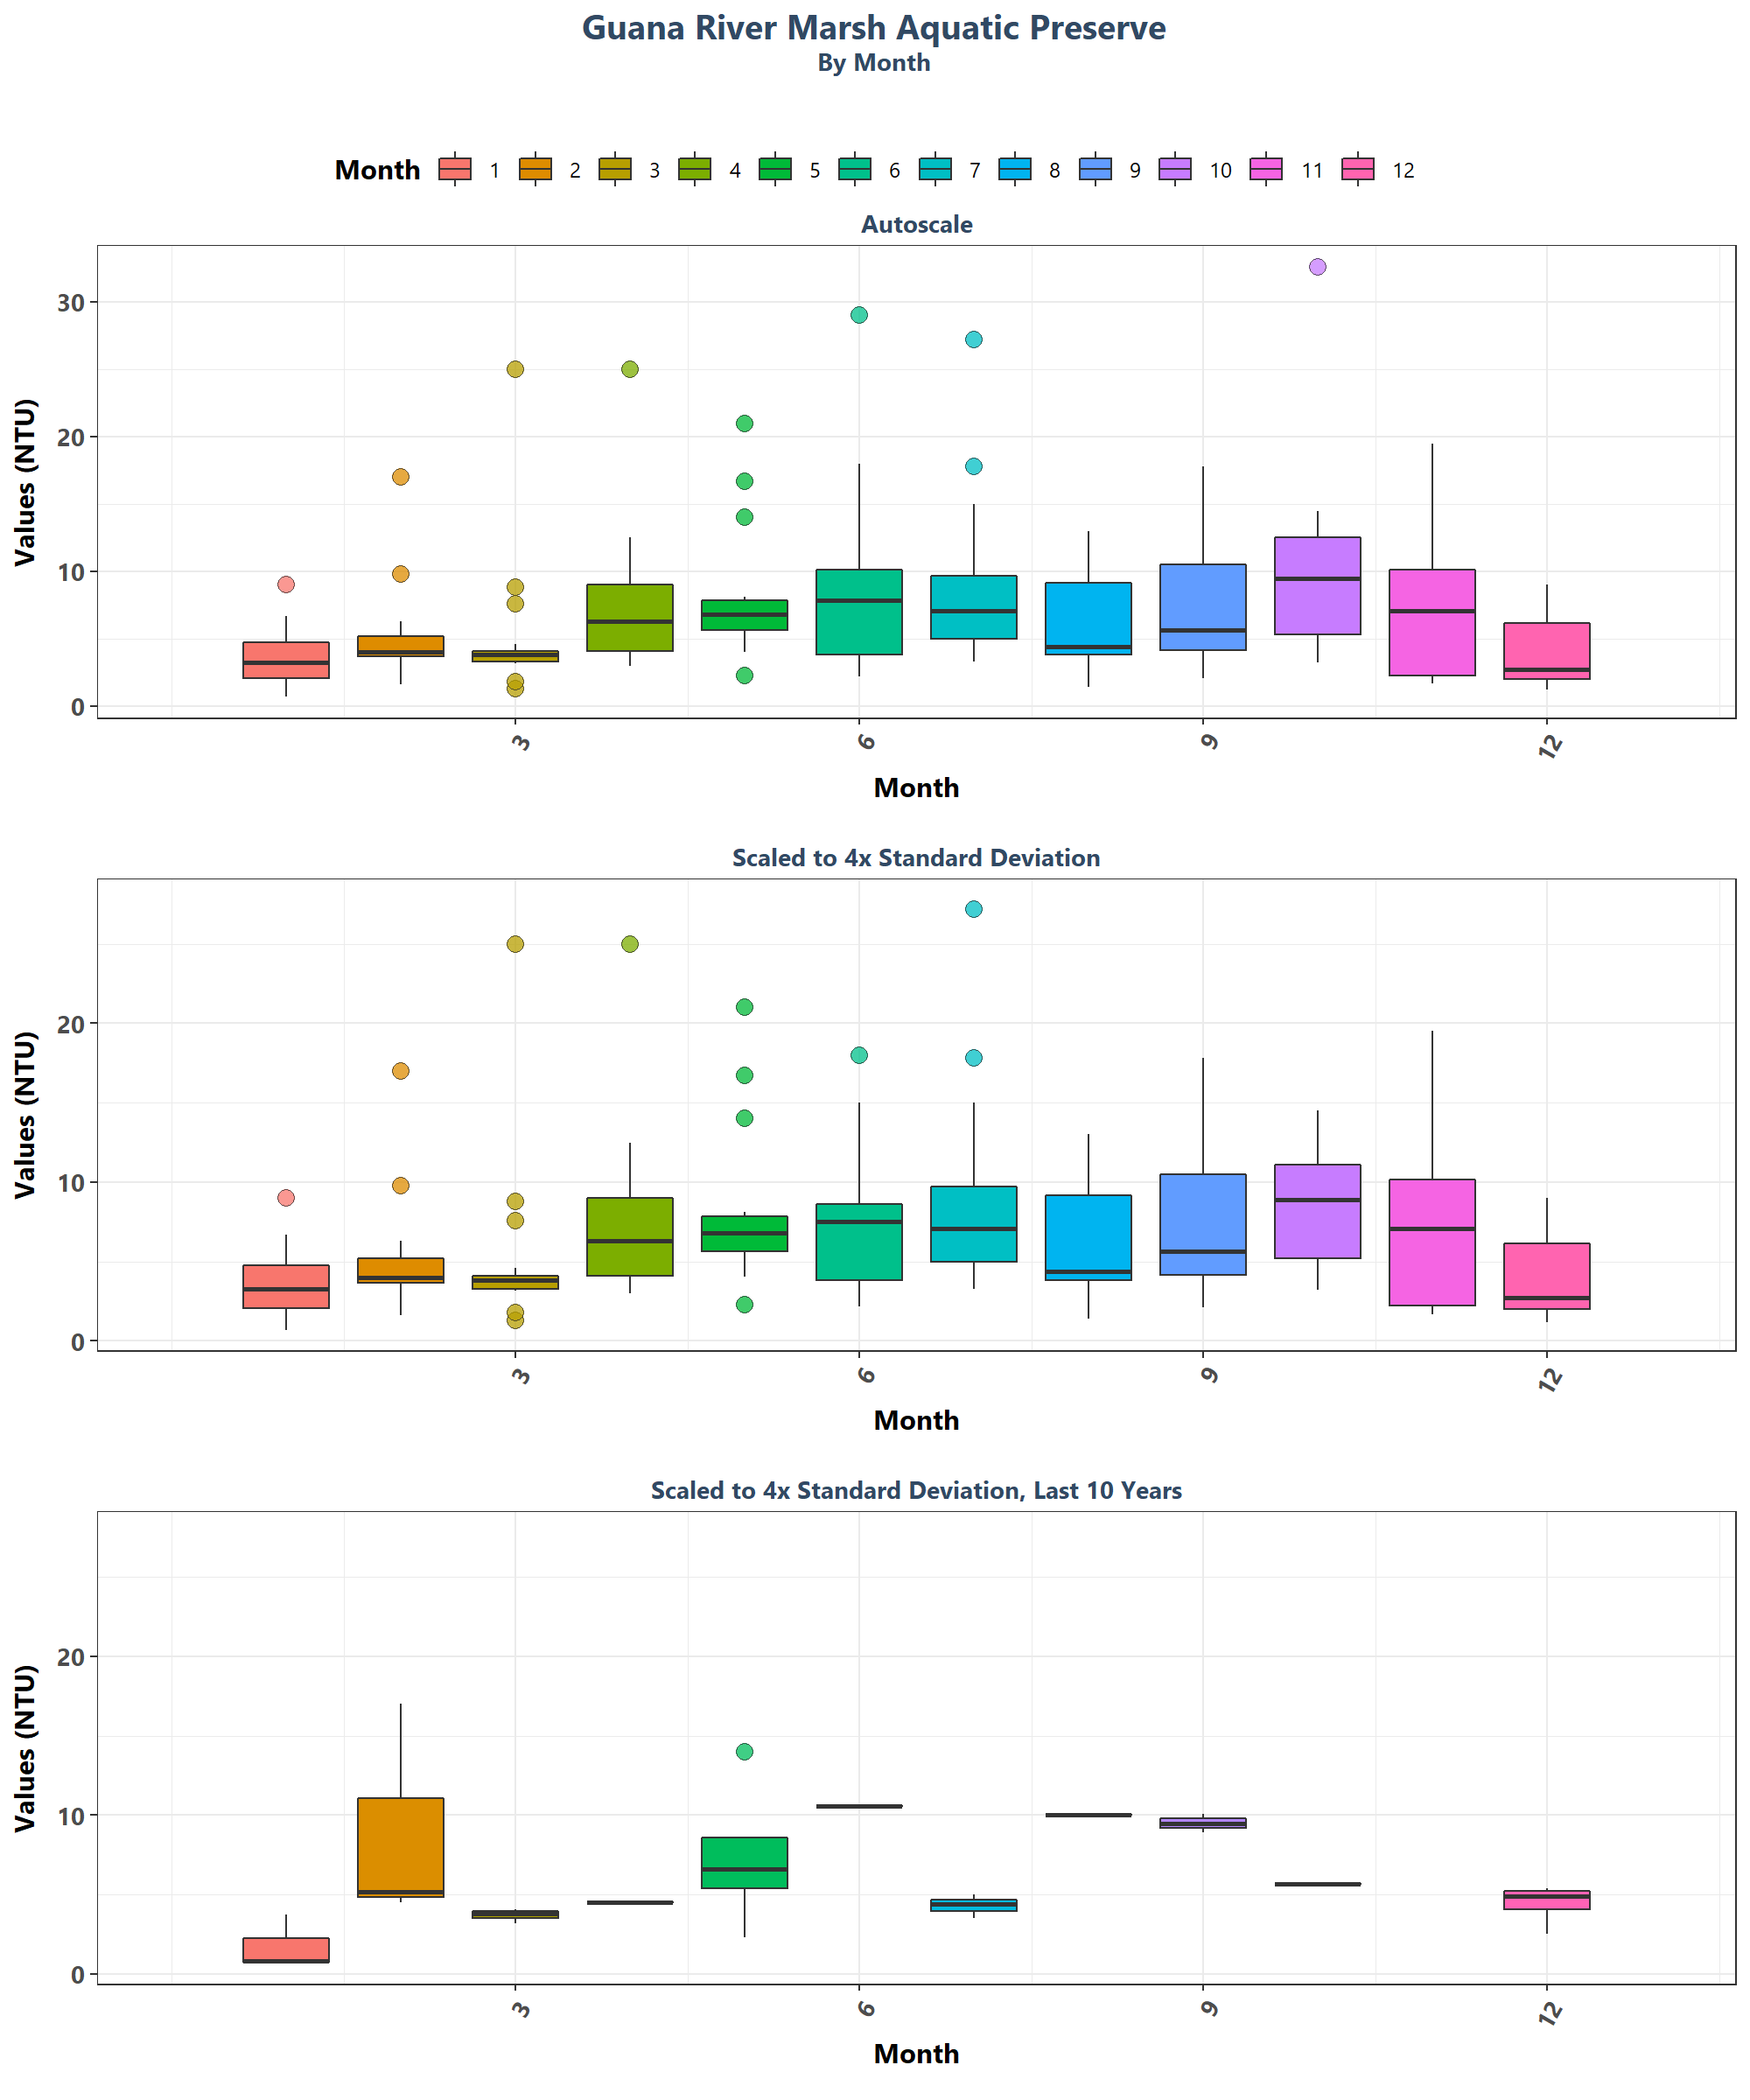 Guana River Marsh Aquatic Preserve
By Month
Month 1 2 3 4 5 6 7 8 9 10 11 12
Autoscale
Values (NTU)
30
20
10
0
3 6 9 12
Month
Scaled to 4x Standard Deviation
Values (NTU)
20
10
0
3 6 9 12
Month
Scaled to 4x Standard Deviation, Last 10 Years
Values (NTU)
20
10
0
3 6 9 12
Month